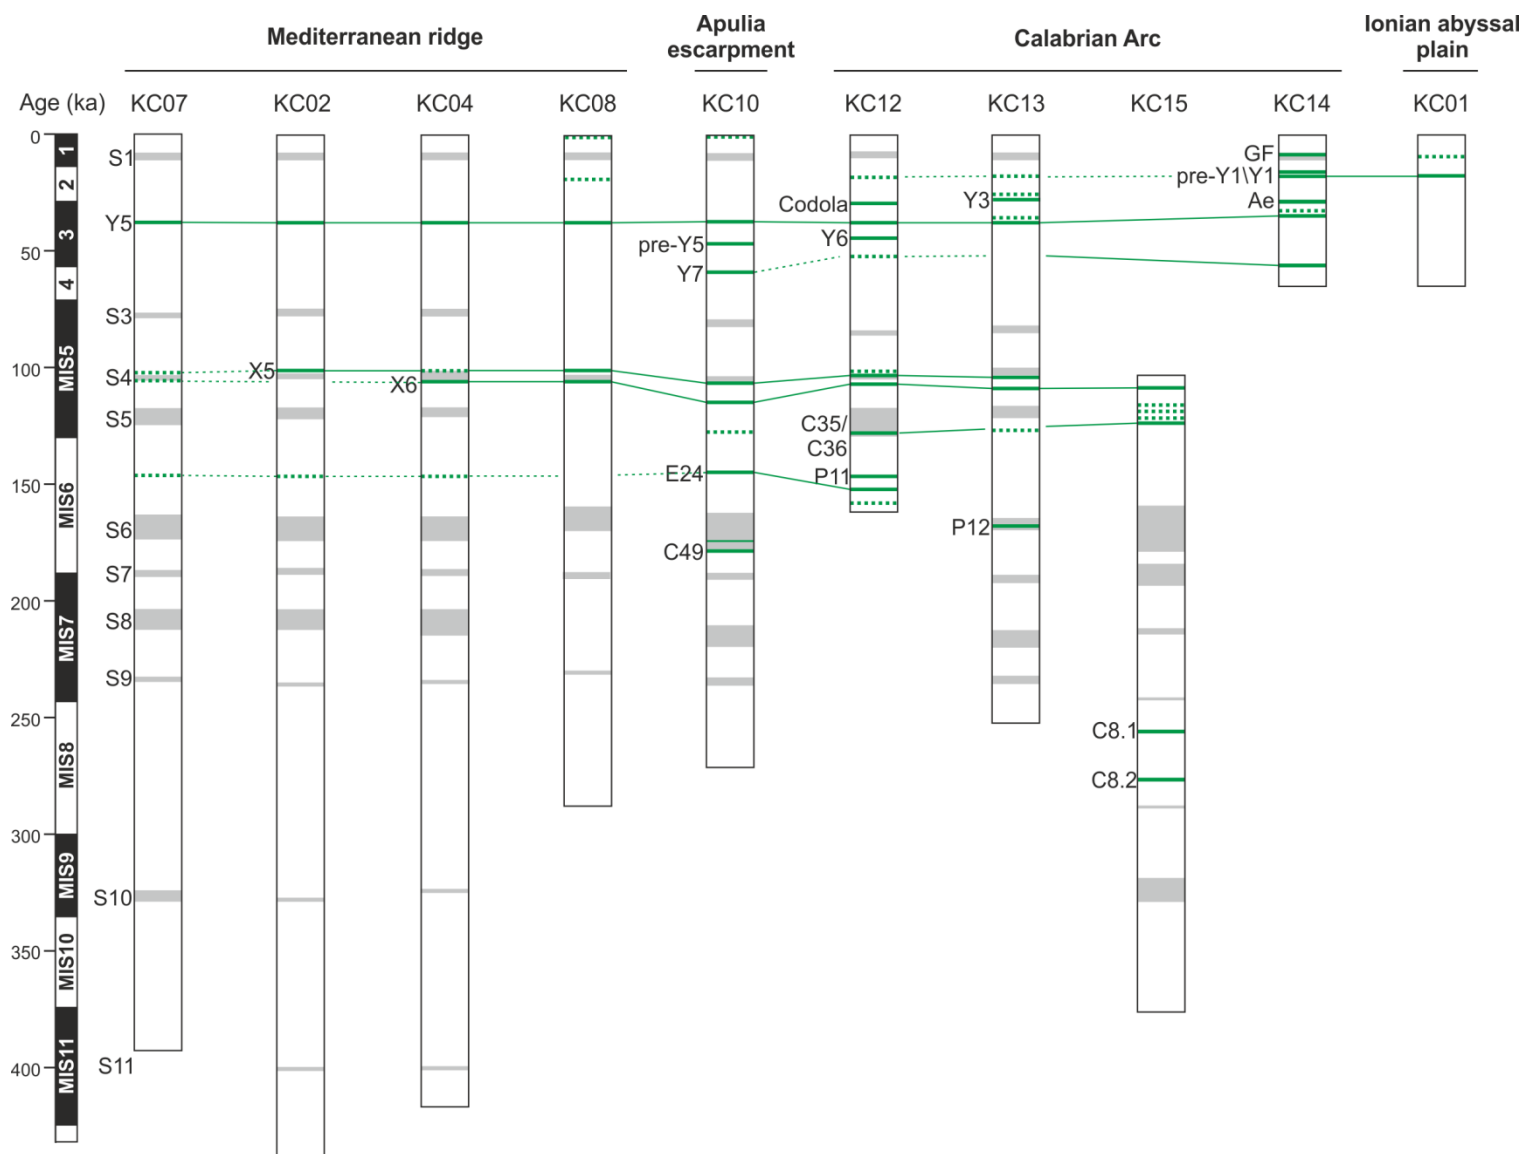 Mediterranean ridge
Apulia
escarpment
Calabrian Arc
Ionian abyssal
plain
Age (ka)
KC07
KC02
KC04
KC08
KC10
KC12
KC13
KC15
KC14
KC01
0
50
100
150
200
250
300
350
400
1
2
3
4
MIS5
MIS6
MIS7
MIS8
MIS9
MIS10
MIS11
S1
Y5
S3
S4
S5
S6
S7
S8
S9
S10
S11
X5
X6
pre-Y5
Y7
E24
C49
Codola
Y6
C35/
C36
P11
Y3
P12
C8.1
C8.2
GF
pre-Y1\Y1
Ae